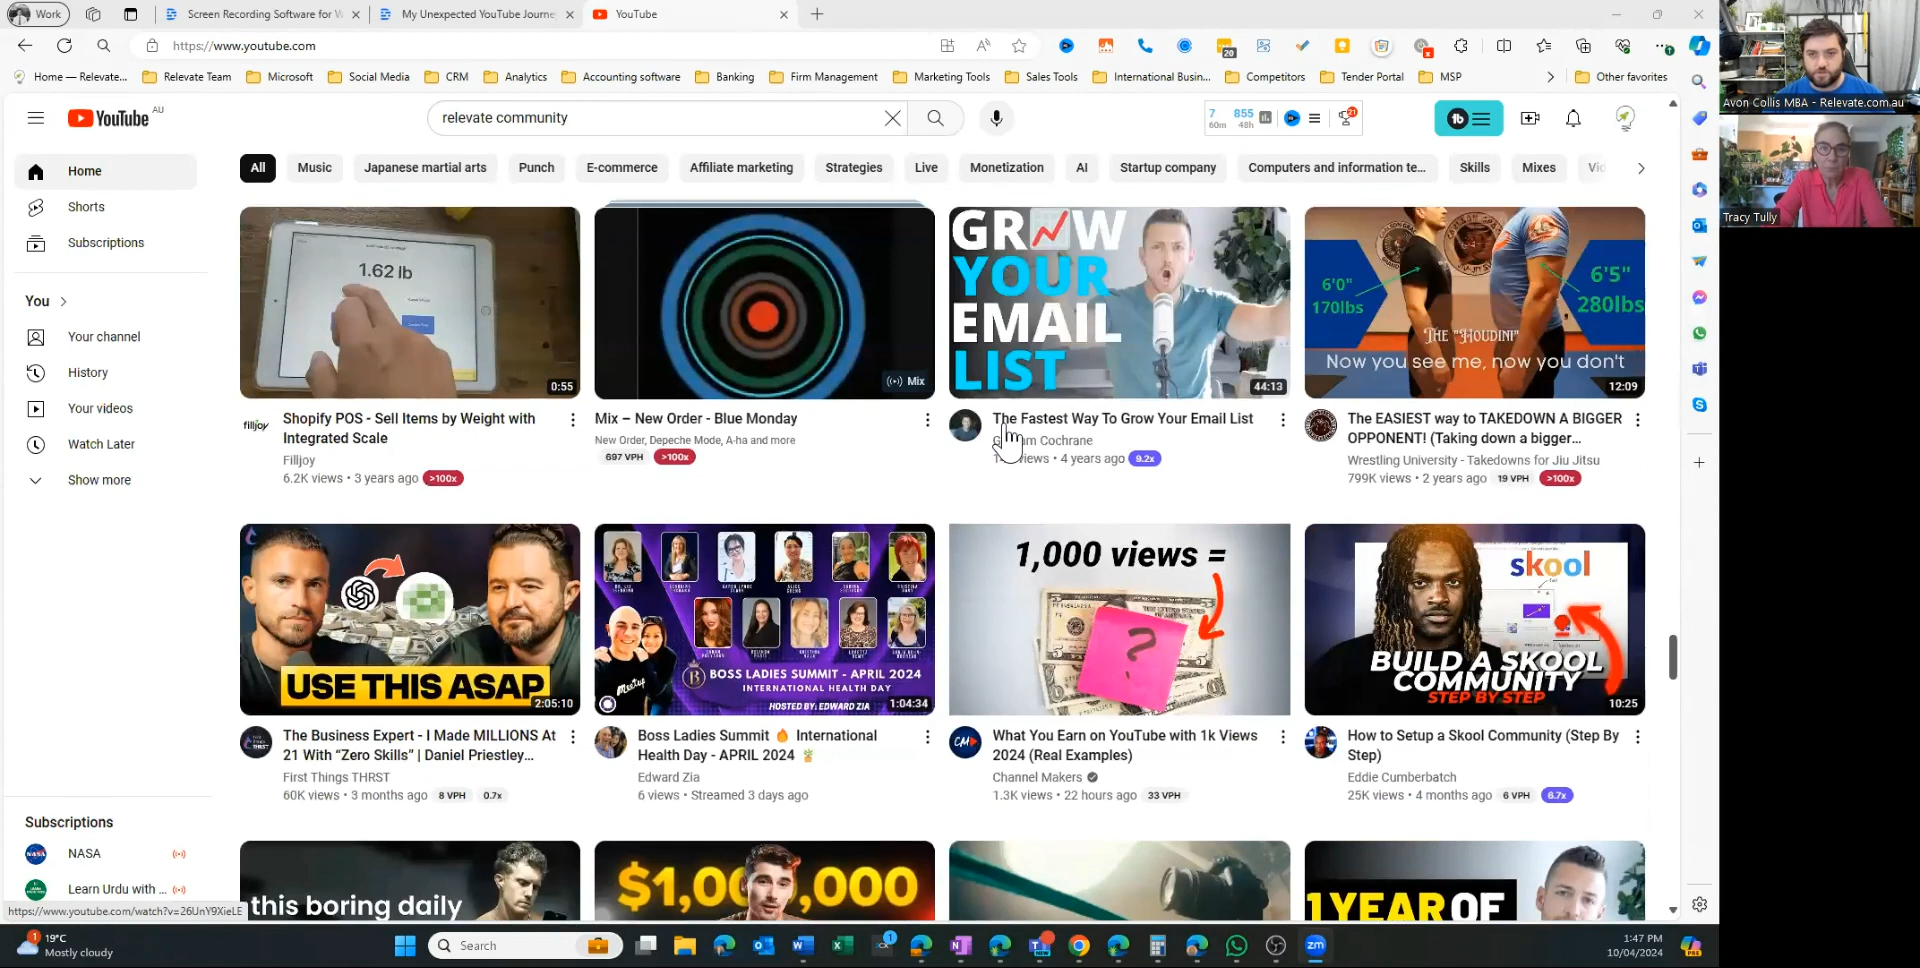 Work
Screen Recording Software for W
My Unexpected YouTube Journe
YouTube
https://www.youtube.com
20
Home — Relevate...
Relevate Team
Microsoft
Social Media
CRM
Analytics
Accounting software
Banking
Firm Management
Marketing Tools
Sales Tools
International Busin...
Competitors
Tender Portal
MSP
Other favorites
YouTube AU
relevate community
7 855
60m 48h
21
All
Music
Japanese martial arts
Punch
E-commerce
Affiliate marketing
Strategies
Live
Monetization
AI
Startup company
Computers and information te...
Skills
Mixes
Home
Shorts
Subscriptions
You
Your channel
History
Your videos
Watch Later
Show more
Subscriptions
NASA
Learn Urdu with ...
https://www.youtube.com/watch?v=26UnY9XieLE
1.62 lb
0:55
Mix
GROW
YOUR
EMAIL
LIST
44:13
6'0"
170lbs
6'5"
280lbs
THE "HOUDINI"
Now you see me, now you don't
12:09
filljoy
Shopify POS - Sell Items by Weight with
Integrated Scale
Filljoy
6.2K views • 3 years ago >100x
Mix – New Order - Blue Monday
New Order, Depeche Mode, A-ha and more
697 VPH >100x
The Fastest Way To Grow Your Email List
Cochrane
views • 4 years ago 9.2x
The EASIEST way to TAKEDOWN A BIGGER
OPPONENT! (Taking down a bigger...
Wrestling University - Takedowns for Jiu Jitsu
799K views • 2 years ago 19 VPH >100x
USE THIS ASAP
2:05:10
Meetup
BOSS LADIES SUMMIT - APRIL 2024
INTERNATIONAL HEALTH DAY
HOSTED BY: EDWARD ZIA
1:04:34
1,000 views =
?
skool
BUILD A SKOOL
COMMUNITY
STEP BY STEP
10:25
The Business Expert - I Made MILLIONS At
21 With “Zero Skills” | Daniel Priestley...
First Things THRST
60K views • 3 months ago 8 VPH 0.7x
Boss Ladies Summit 🔥 International
Health Day - APRIL 2024
Edward Zia
6 views • Streamed 3 days ago
CM
What You Earn on YouTube with 1k Views
2024 (Real Examples)
Channel Makers
1.3K views • 22 hours ago 33 VPH
How to Setup a Skool Community (Step By
Step)
Eddie Cumberbatch
25K views • 4 months ago 6 VPH 6.7x
this boring daily
1 YEAR OF
Avon Collis MBA - Relevate.com.au
Tracy Tully
1
19°C
Mostly cloudy
Search
1
NEW
zm
1:47 PM
10/04/2024